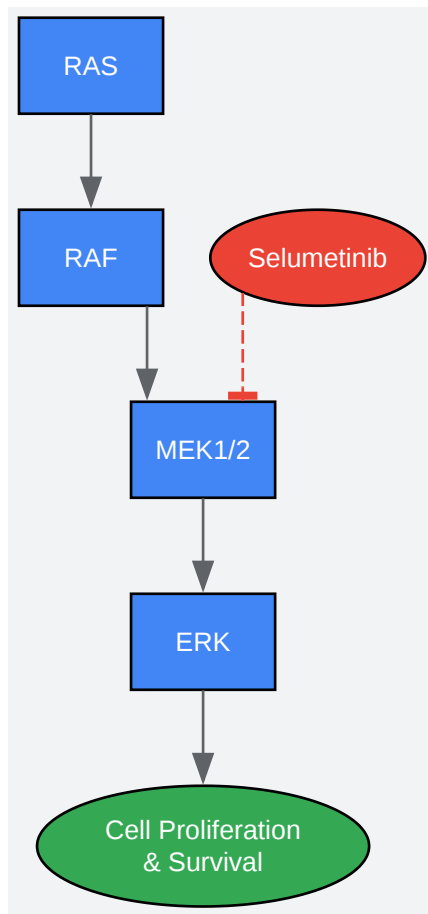 RAS
RAF
Selumetinib
MEK1/2
ERK
Cell Proliferation
& Survival